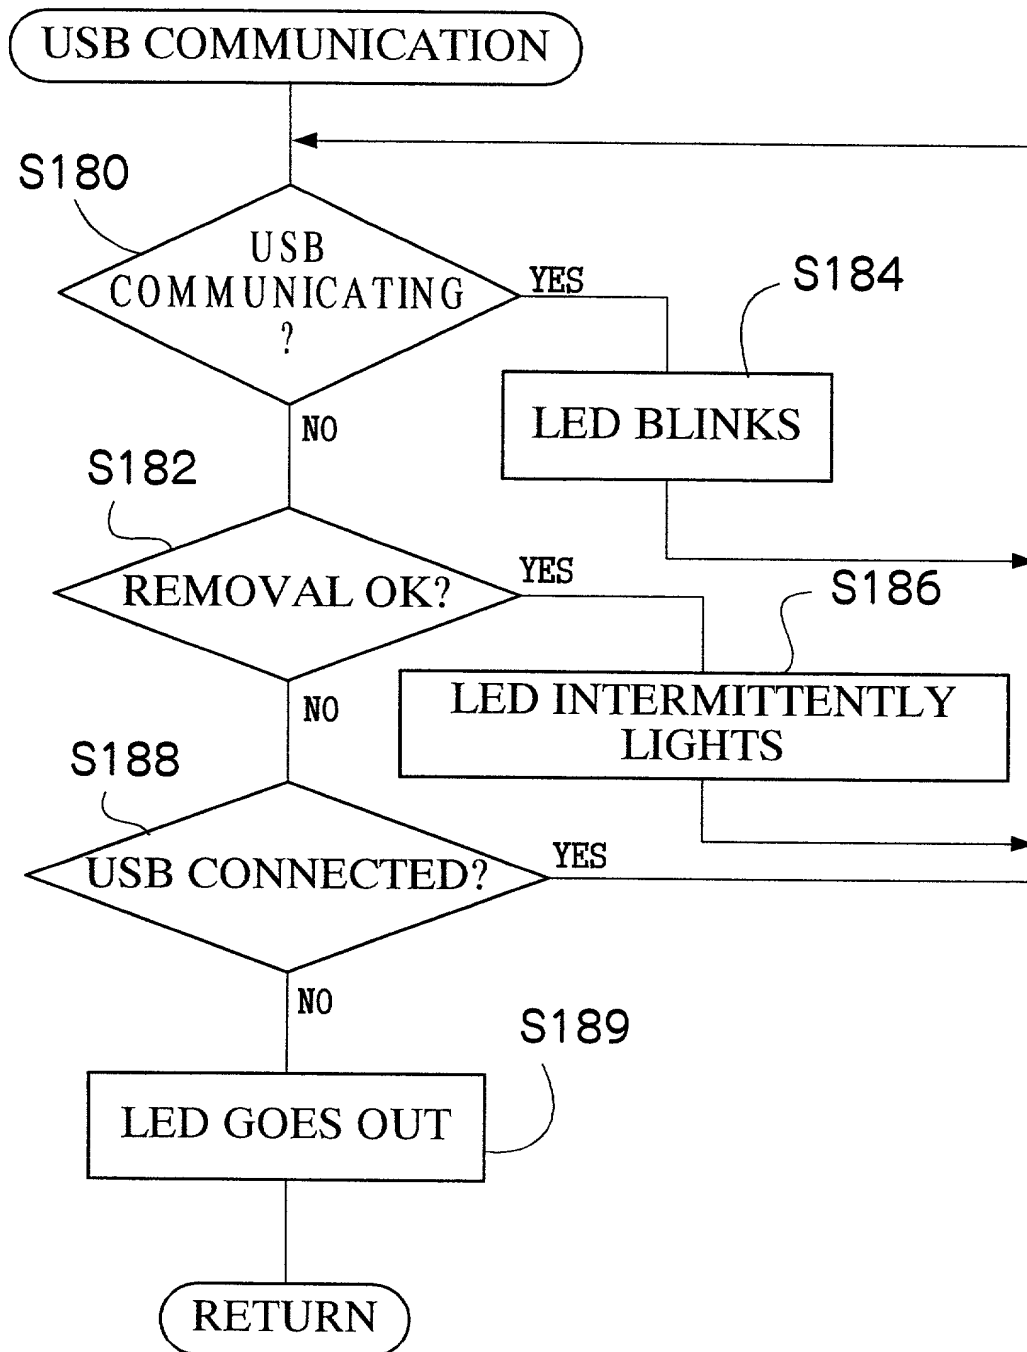 USB COMMUNICATION
S180
USB
COMMUNICATING
?
YES
S184
LED BLINKS
NO
S182
REMOVAL OK?
YES
S186
LED INTERMITTENTLY
LIGHTS
NO
S188
USB CONNECTED?
YES
NO
S189
LED GOES OUT
RETURN